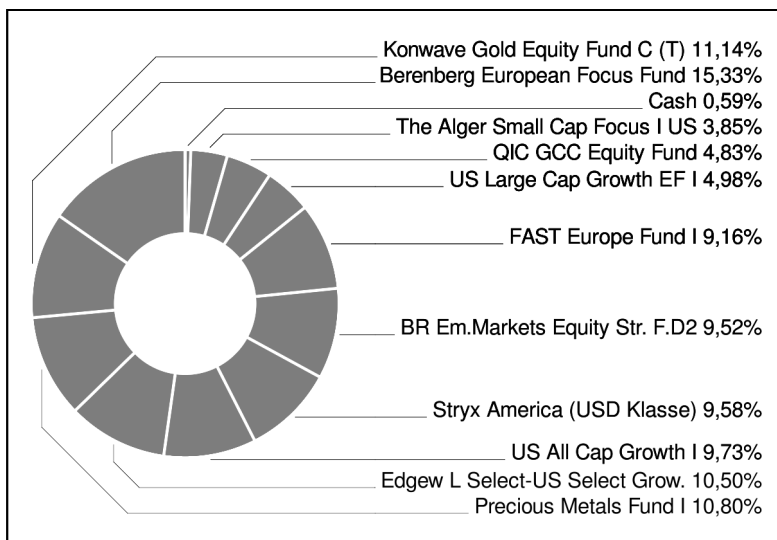 Konwave Gold Equity Fund C (T) 11,14%
Berenberg European Focus Fund 15,33%
Cash 0,59%
The Alger Small Cap Focus I US 3,85%
QIC GCC Equity Fund 4,83%
US Large Cap Growth EF I 4,98%
FAST Europe Fund I 9,16%
BR Em.Markets Equity Str. F.D2 9,52%
Stryx America (USD Klasse) 9,58%
US All Cap Growth I 9,73%
Edgew L Select-US Select Grow. 10,50%
Precious Metals Fund I 10,80%